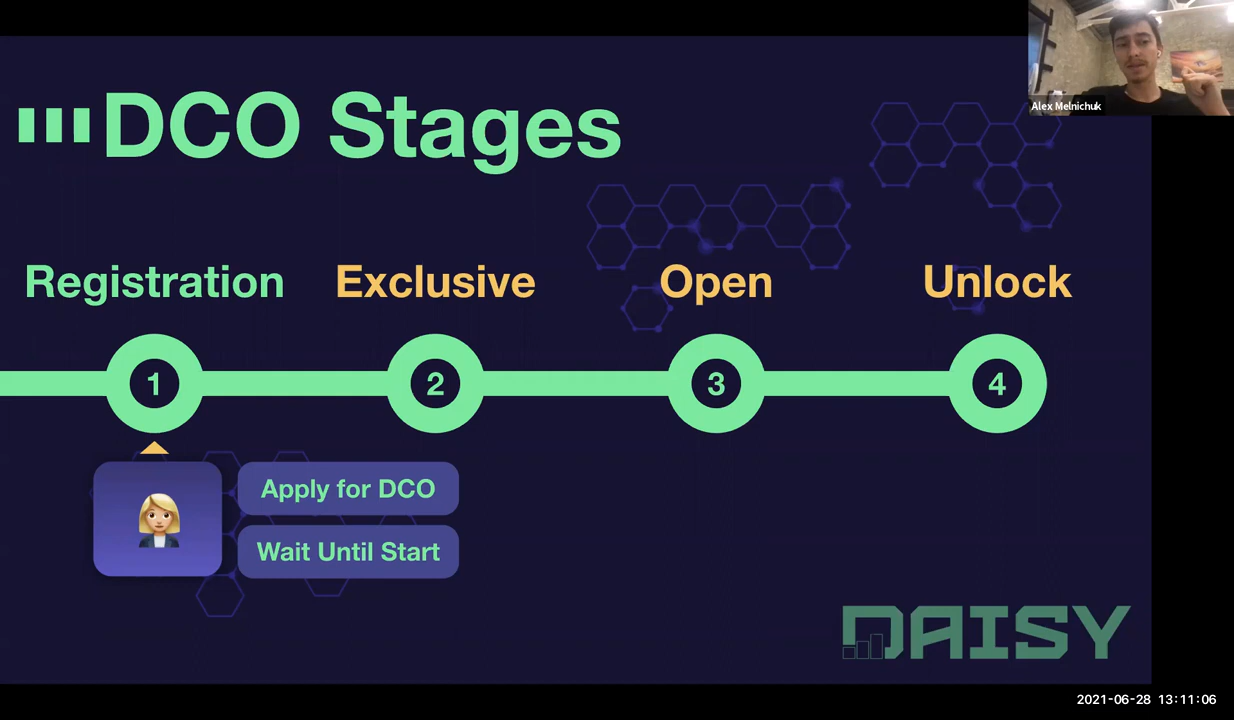 DCO Stages
Alex Melnichuk
Registration Exclusive Open Unlock
1 2 3 4
Apply for DCO
Wait Until Start
DAISY
2021-06-28 13:11:06